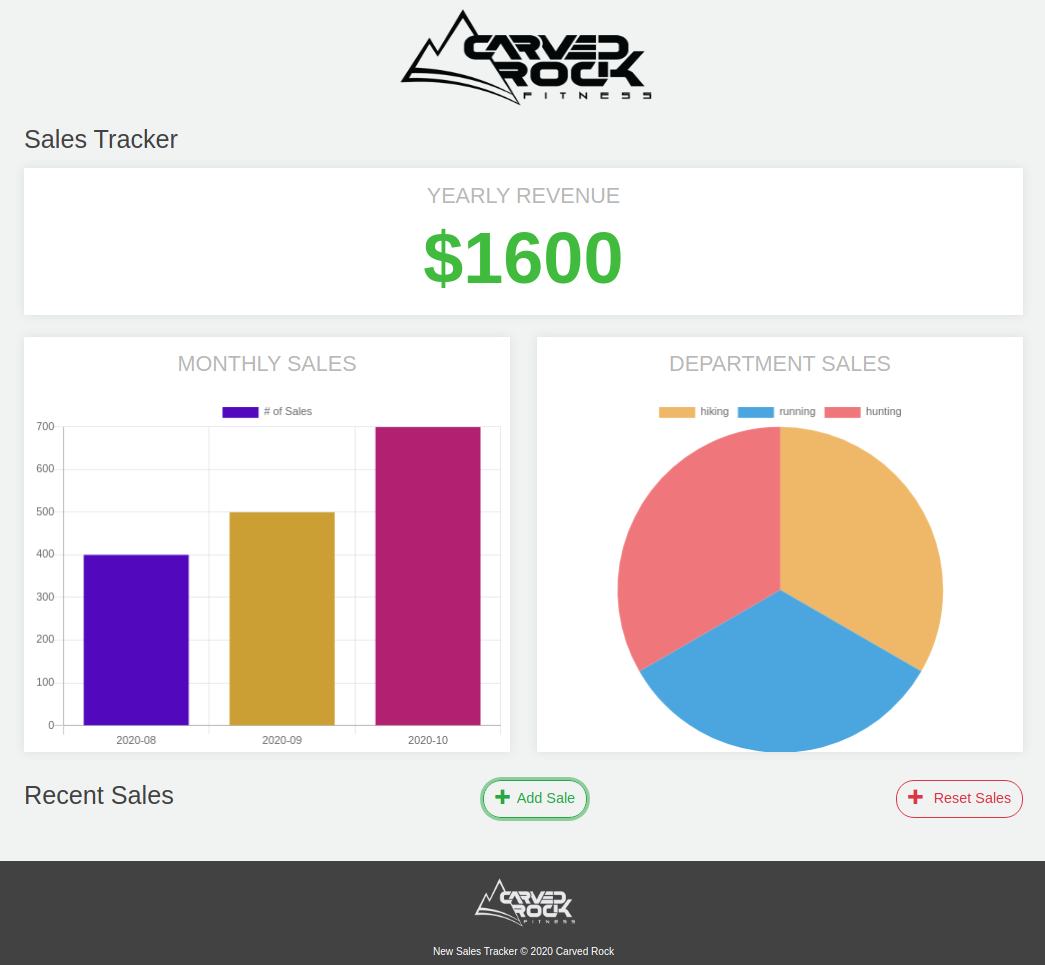 CARVED
ROCK
FITNESS
Sales Tracker
YEARLY REVENUE
$1600
MONTHLY SALES
# of Sales
700
600
500
400
300
200
100
0
2020-08 2020-09 2020-10
DEPARTMENT SALES
hiking running hunting
Recent Sales
Add Sale
Reset Sales
CARVED
ROCK
FITNESS
New Sales Tracker © 2020 Carved Rock